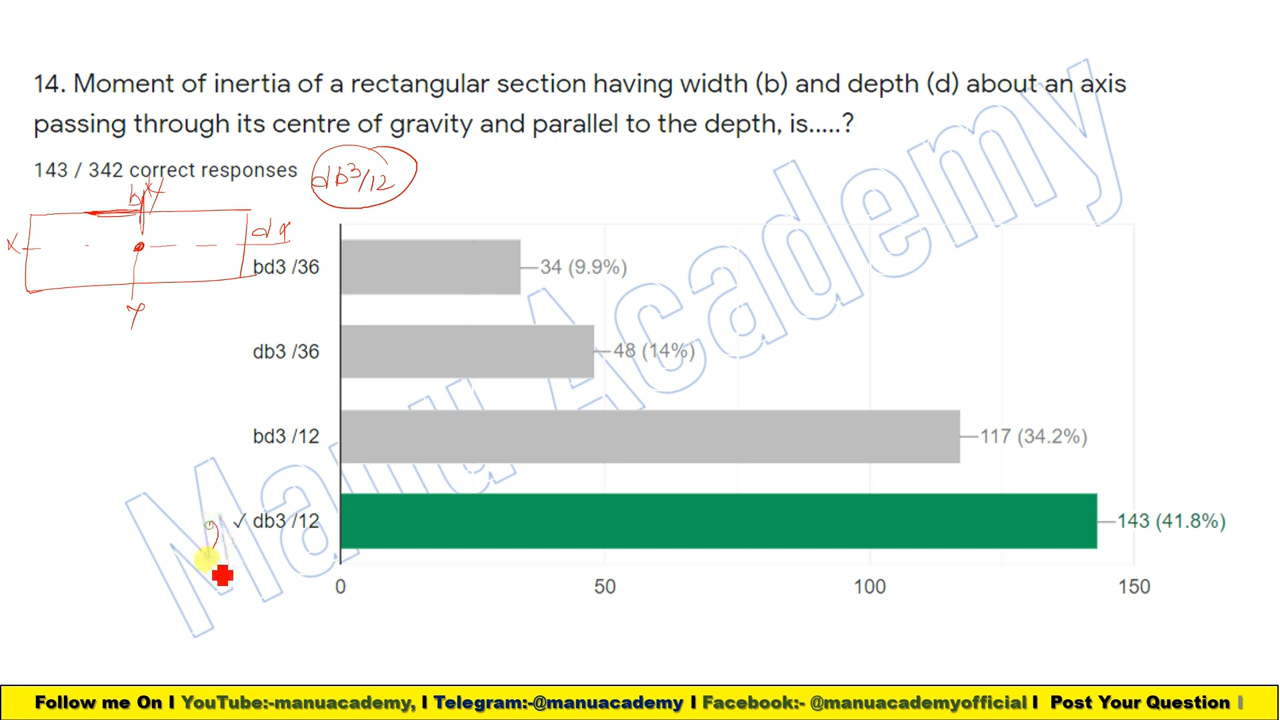 14. Moment of inertia of a rectangular section having width (b) and depth (d) about an axis
passing through its centre of gravity and parallel to the depth, is.....?
143 / 342 correct responses
db3/12
b
Y
X
d
Y
bd3 /36
34 (9.9%)
db3 /36
48 (14%)
bd3 /12
117 (34.2%)
✓ db3 /12
143 (41.8%)
0 50 100 150
Manu Academy
Follow me On I YouTube:-manuacademy, I Telegram:-@manuacademy I Facebook:- @manuacademyofficial I Post Your Question I